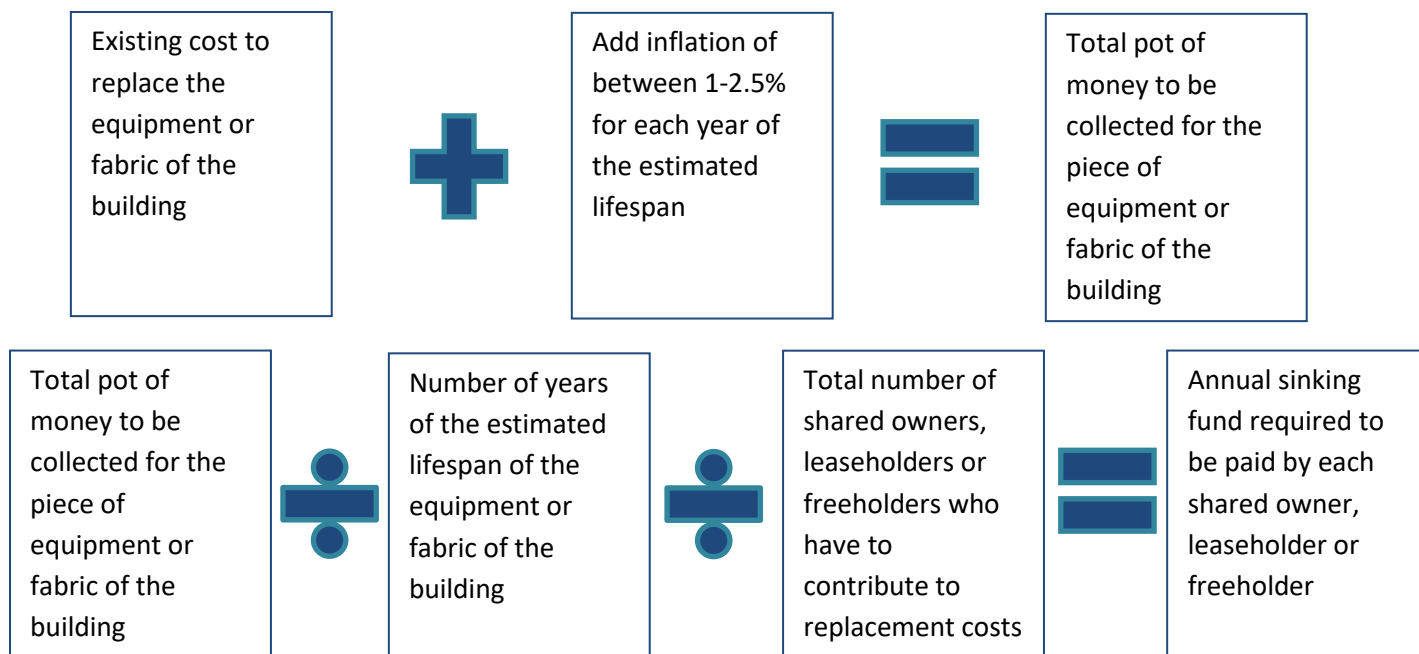 Existing cost to
replace the
equipment or
fabric of the
building
Add inflation of
between 1-2.5%
for each year of
the estimated
lifespan
Total pot of
money to be
collected for the
piece of
equipment or
fabric of the
building
Total pot of
money to be
collected for the
piece of
equipment or
fabric of the
building
Number of years
of the estimated
lifespan of the
equipment or
fabric of the
building
Total number of
shared owners,
leaseholders or
freeholders who
have to
contribute to
replacement costs
Annual sinking
fund required to
be paid by each
shared owner,
leaseholder or
freeholder